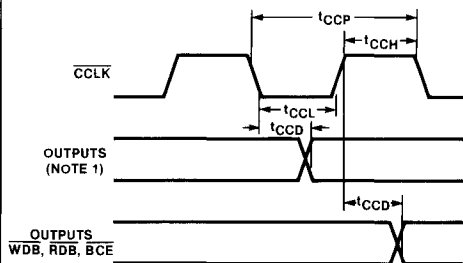 tCCP
tCCH
CCLK
tCCL
tCCD
OUTPUTS
(NOTE 1)
tCCD
OUTPUTS
WDB, RDB, BCE